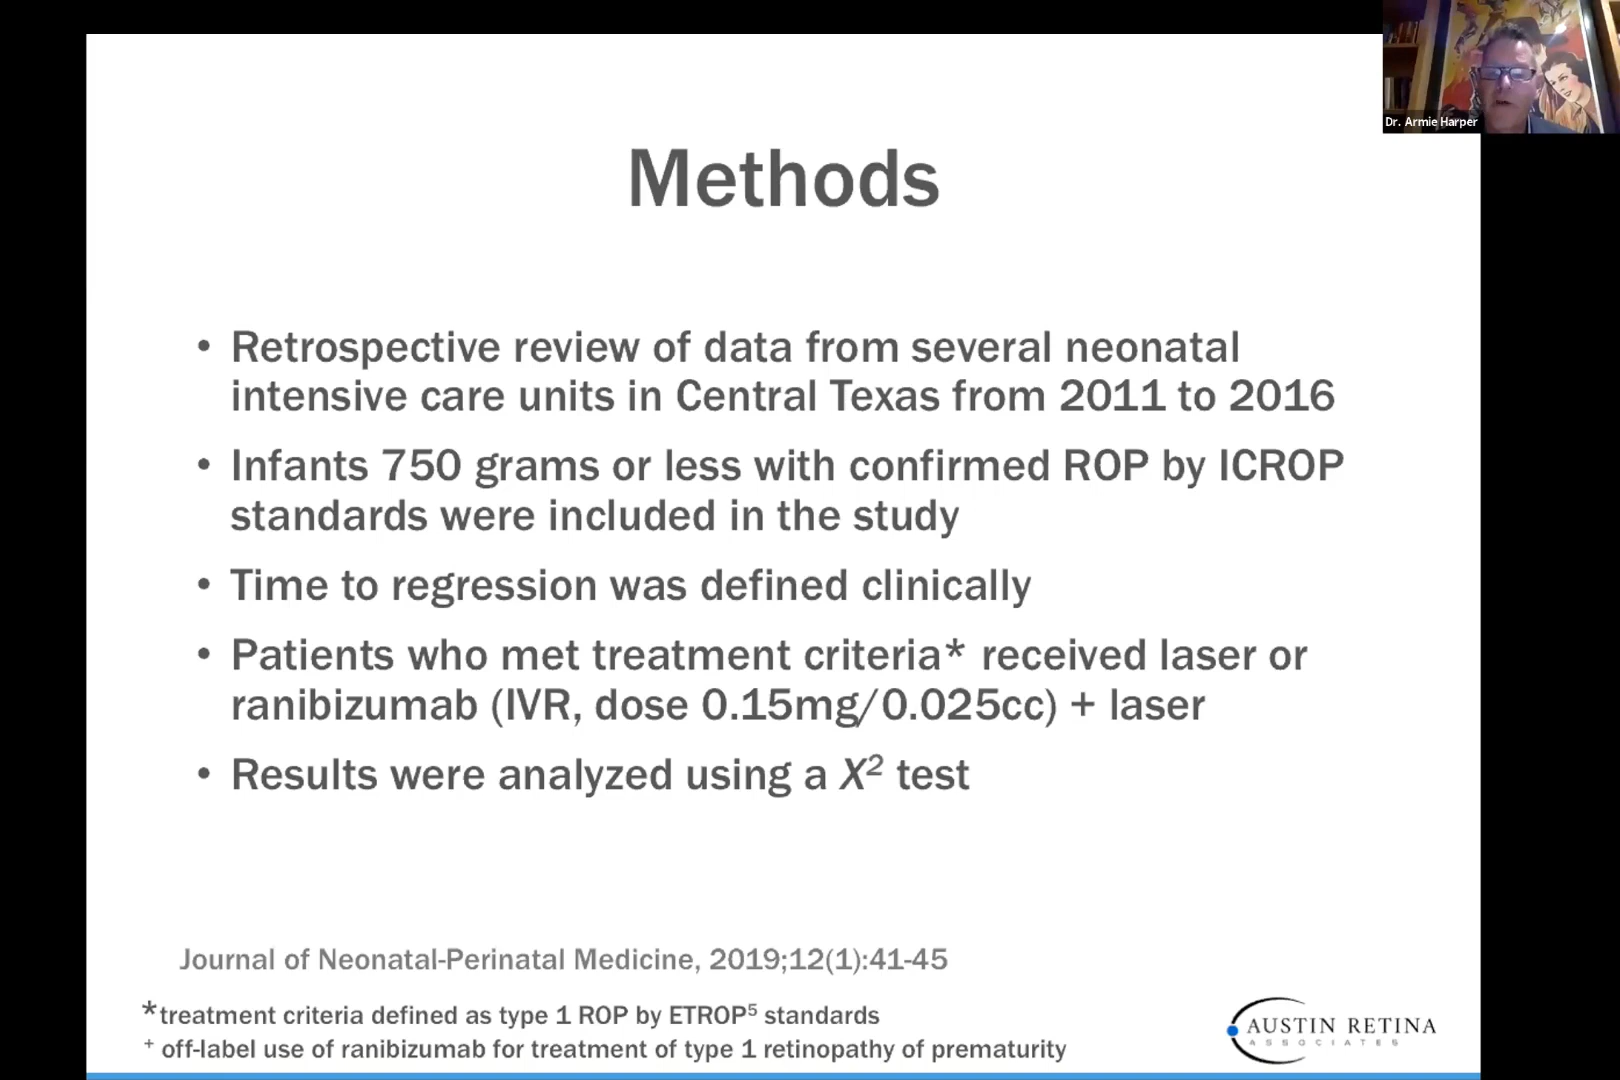 Dr. Armie Harper
Methods
• Retrospective review of data from several neonatal
intensive care units in Central Texas from 2011 to 2016
• Infants 750 grams or less with confirmed ROP by ICROP
standards were included in the study
• Time to regression was defined clinically
• Patients who met treatment criteria* received laser or
ranibizumab (IVR, dose 0.15mg/0.025cc) + laser
• Results were analyzed using a X² test
Journal of Neonatal-Perinatal Medicine, 2019;12(1):41-45
*treatment criteria defined as type 1 ROP by ETROP⁵ standards
⁺ off-label use of ranibizumab for treatment of type 1 retinopathy of prematurity
AUSTIN RETINA
ASSOCIATES